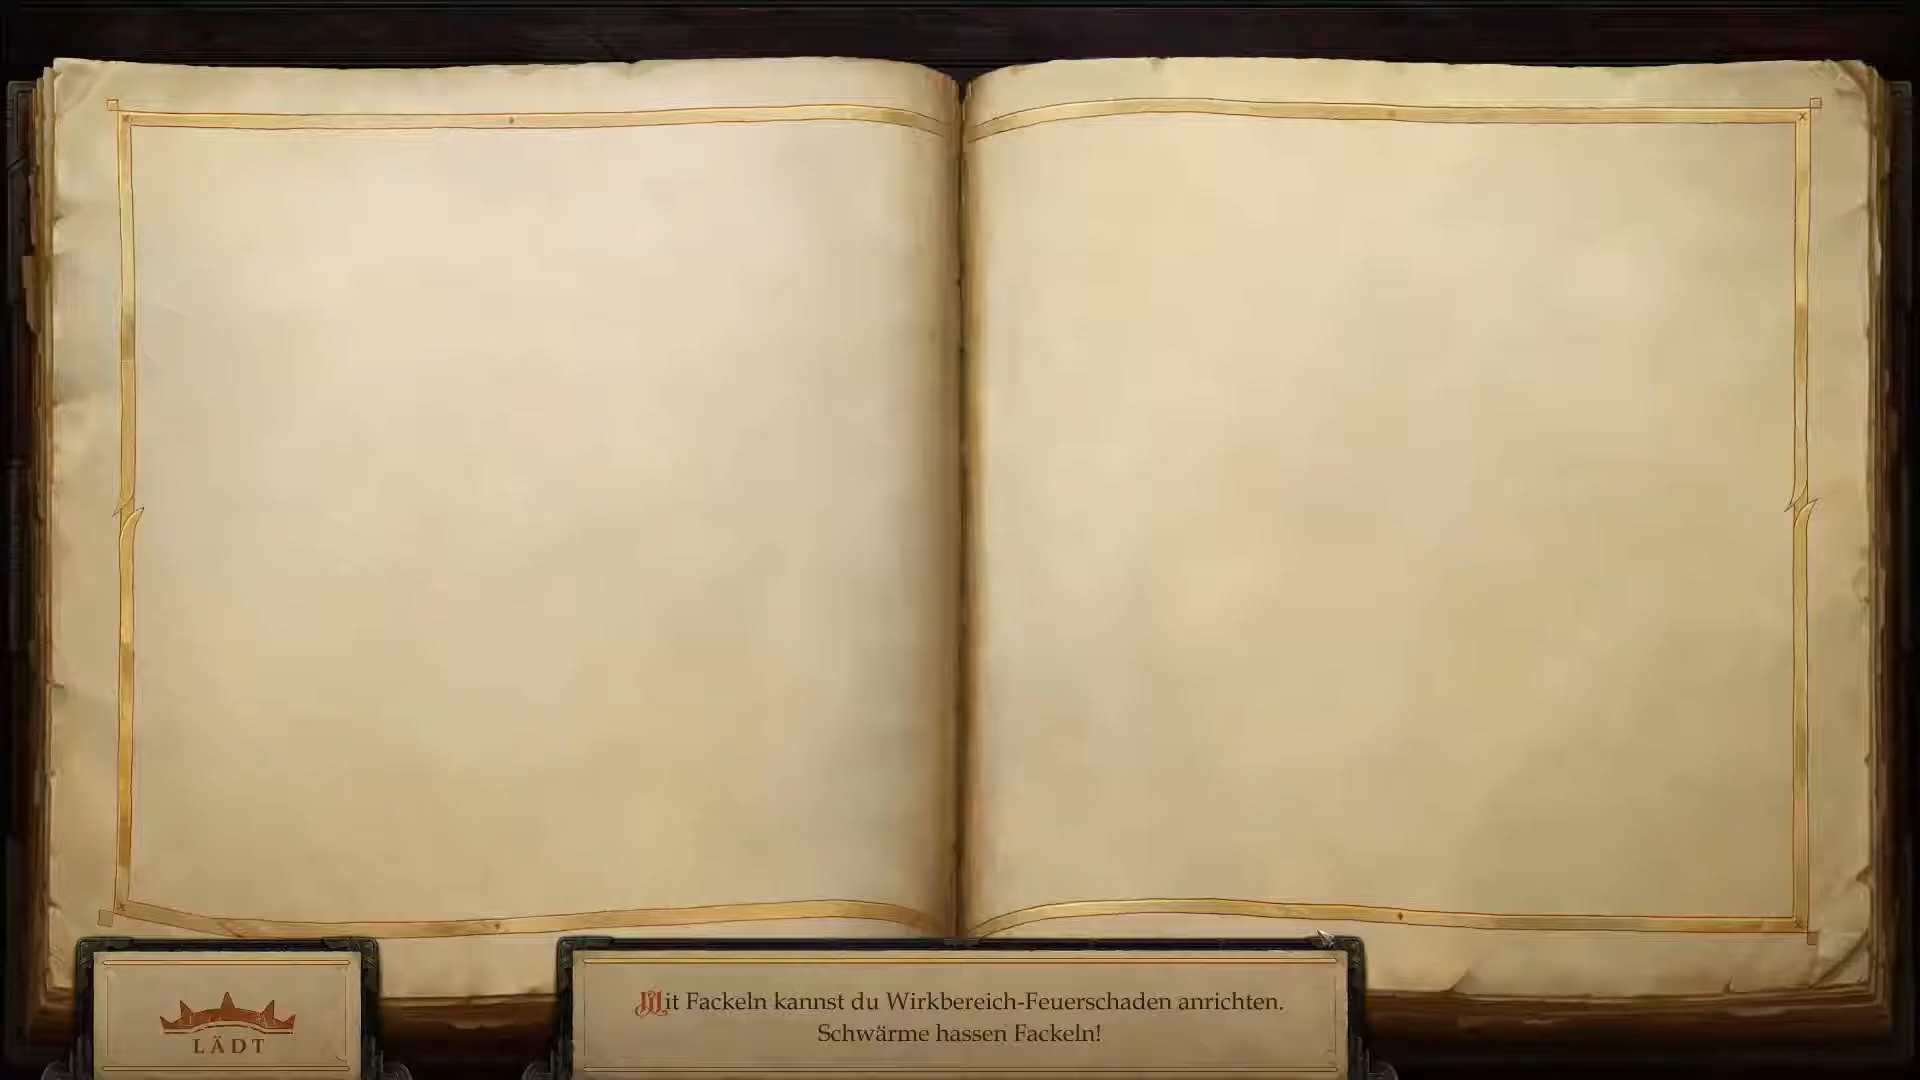 LÄDT
Mit Fackeln kannst du Wirkbereich-Feuerschaden anrichten.
Schwärme hassen Fackeln!